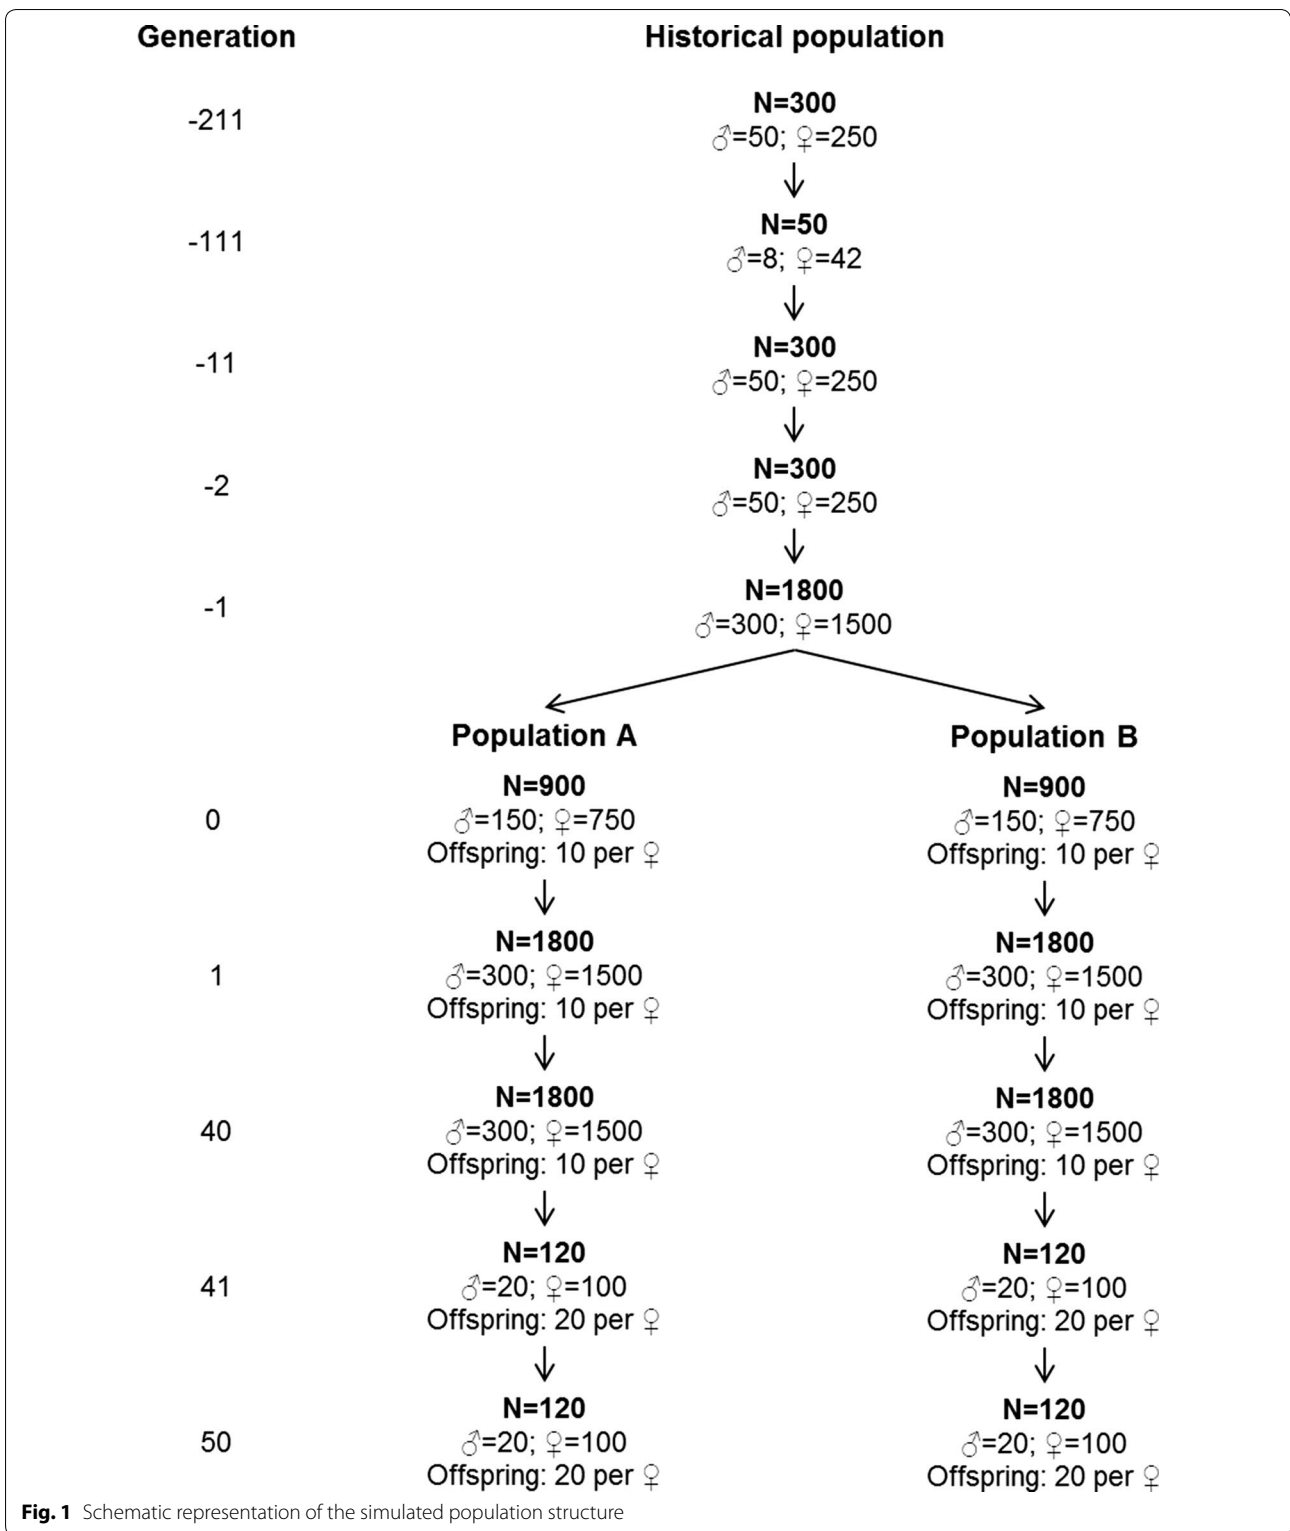 Generation Historical population
-211 N=300
♂=50; ♀=250
-111 N=50
♂=8; ♀=42
-11 N=300
♂=50; ♀=250
-2 N=300
♂=50; ♀=250
-1 N=1800
♂=300; ♀=1500
Population A Population B
N=900 N=900
0 ♂=150; ♀=750 ♂=150; ♀=750
Offspring: 10 per ♀ Offspring: 10 per ♀
N=1800 N=1800
1 ♂=300; ♀=1500 ♂=300; ♀=1500
Offspring: 10 per ♀ Offspring: 10 per ♀
N=1800 N=1800
40 ♂=300; ♀=1500 ♂=300; ♀=1500
Offspring: 10 per ♀ Offspring: 10 per ♀
N=120 N=120
41 ♂=20; ♀=100 ♂=20; ♀=100
Offspring: 20 per ♀ Offspring: 20 per ♀
N=120 N=120
50 ♂=20; ♀=100 ♂=20; ♀=100
Offspring: 20 per ♀ Offspring: 20 per ♀
Fig. 1 Schematic representation of the simulated population structure